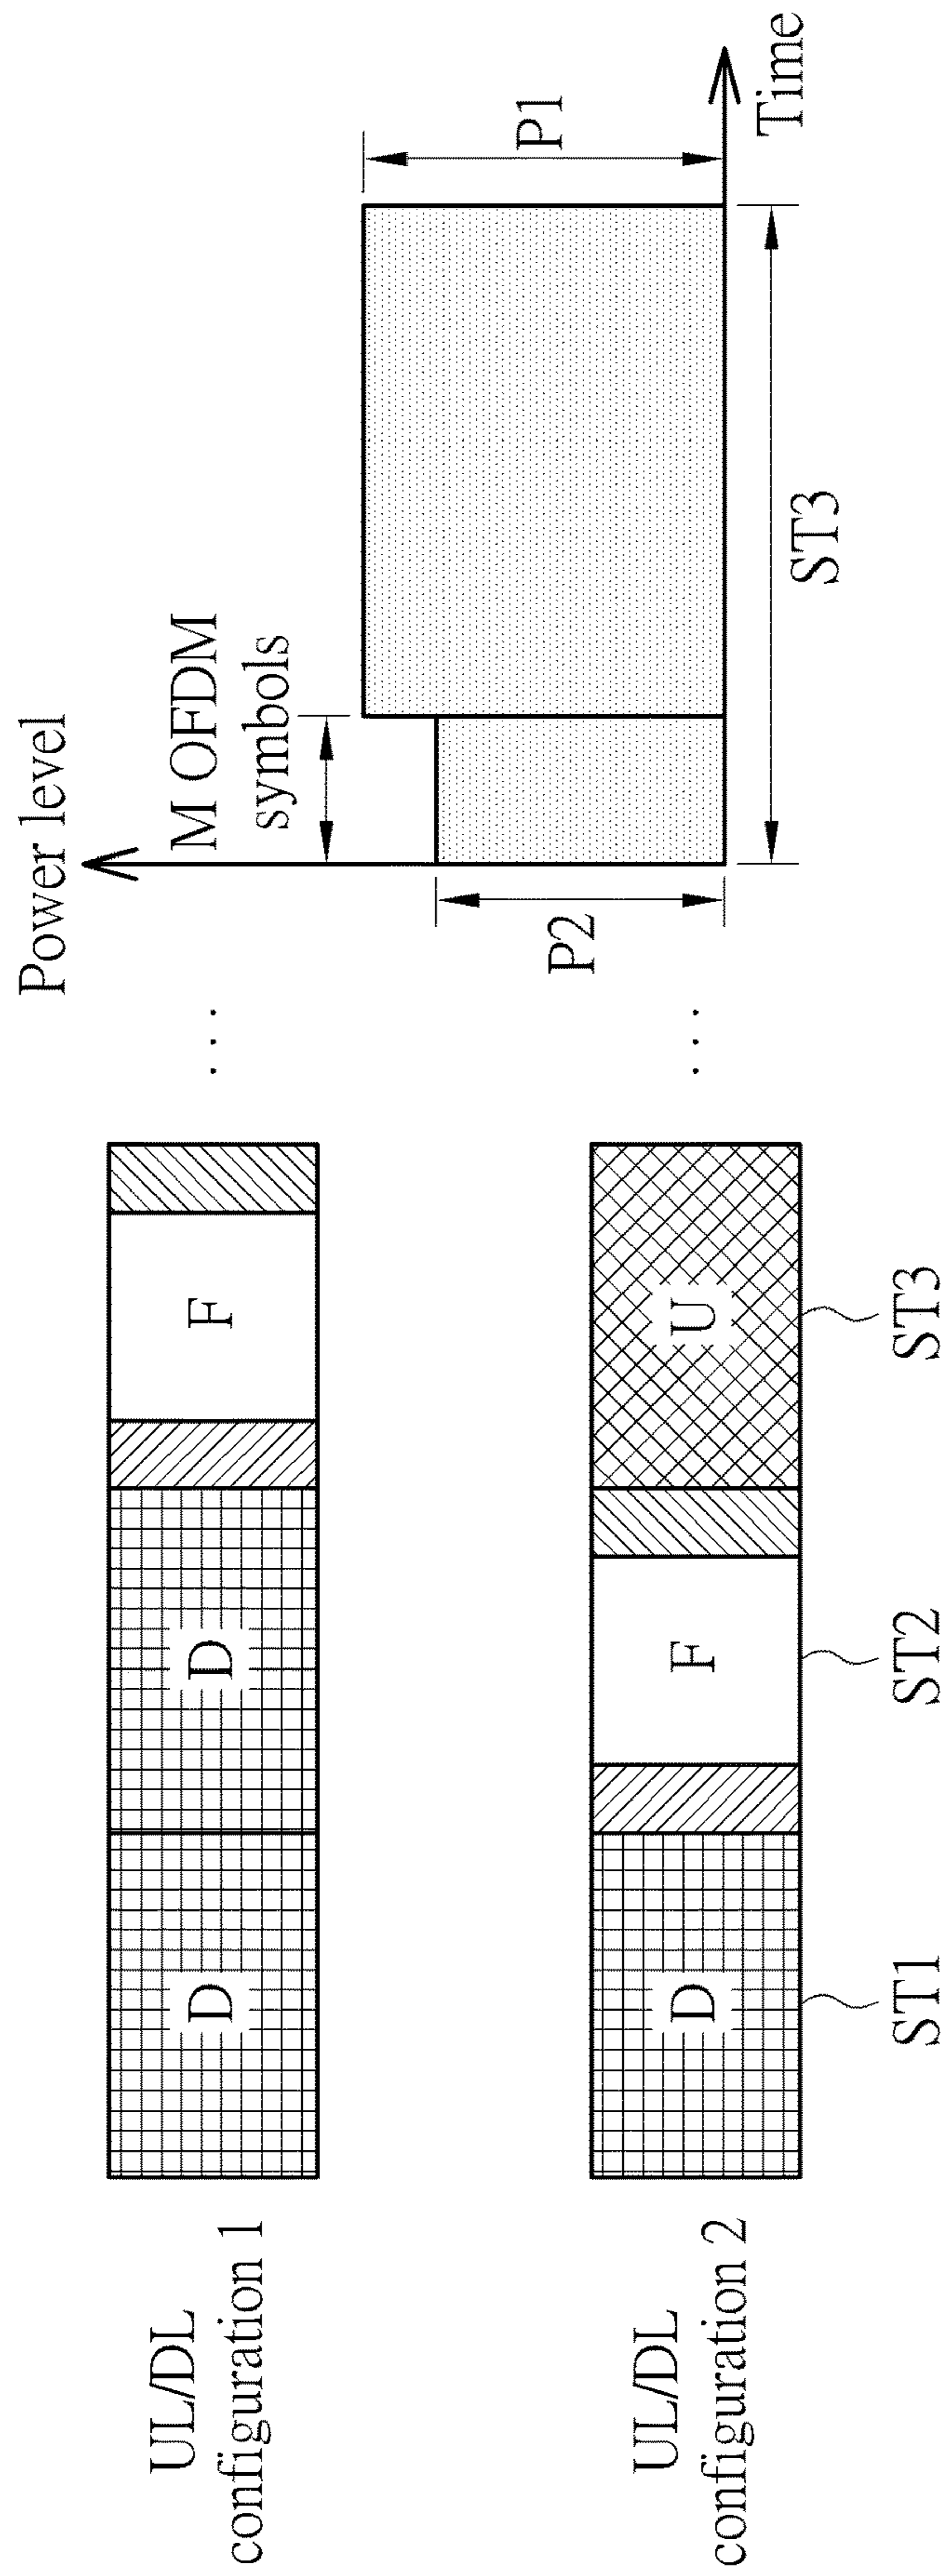 UL/DL
configuration 1
D
D
F
...
UL/DL
configuration 2
D
F
U
...
ST1
ST2
ST3
Power level
M OFDM
symbols
P2
P1
ST3
Time